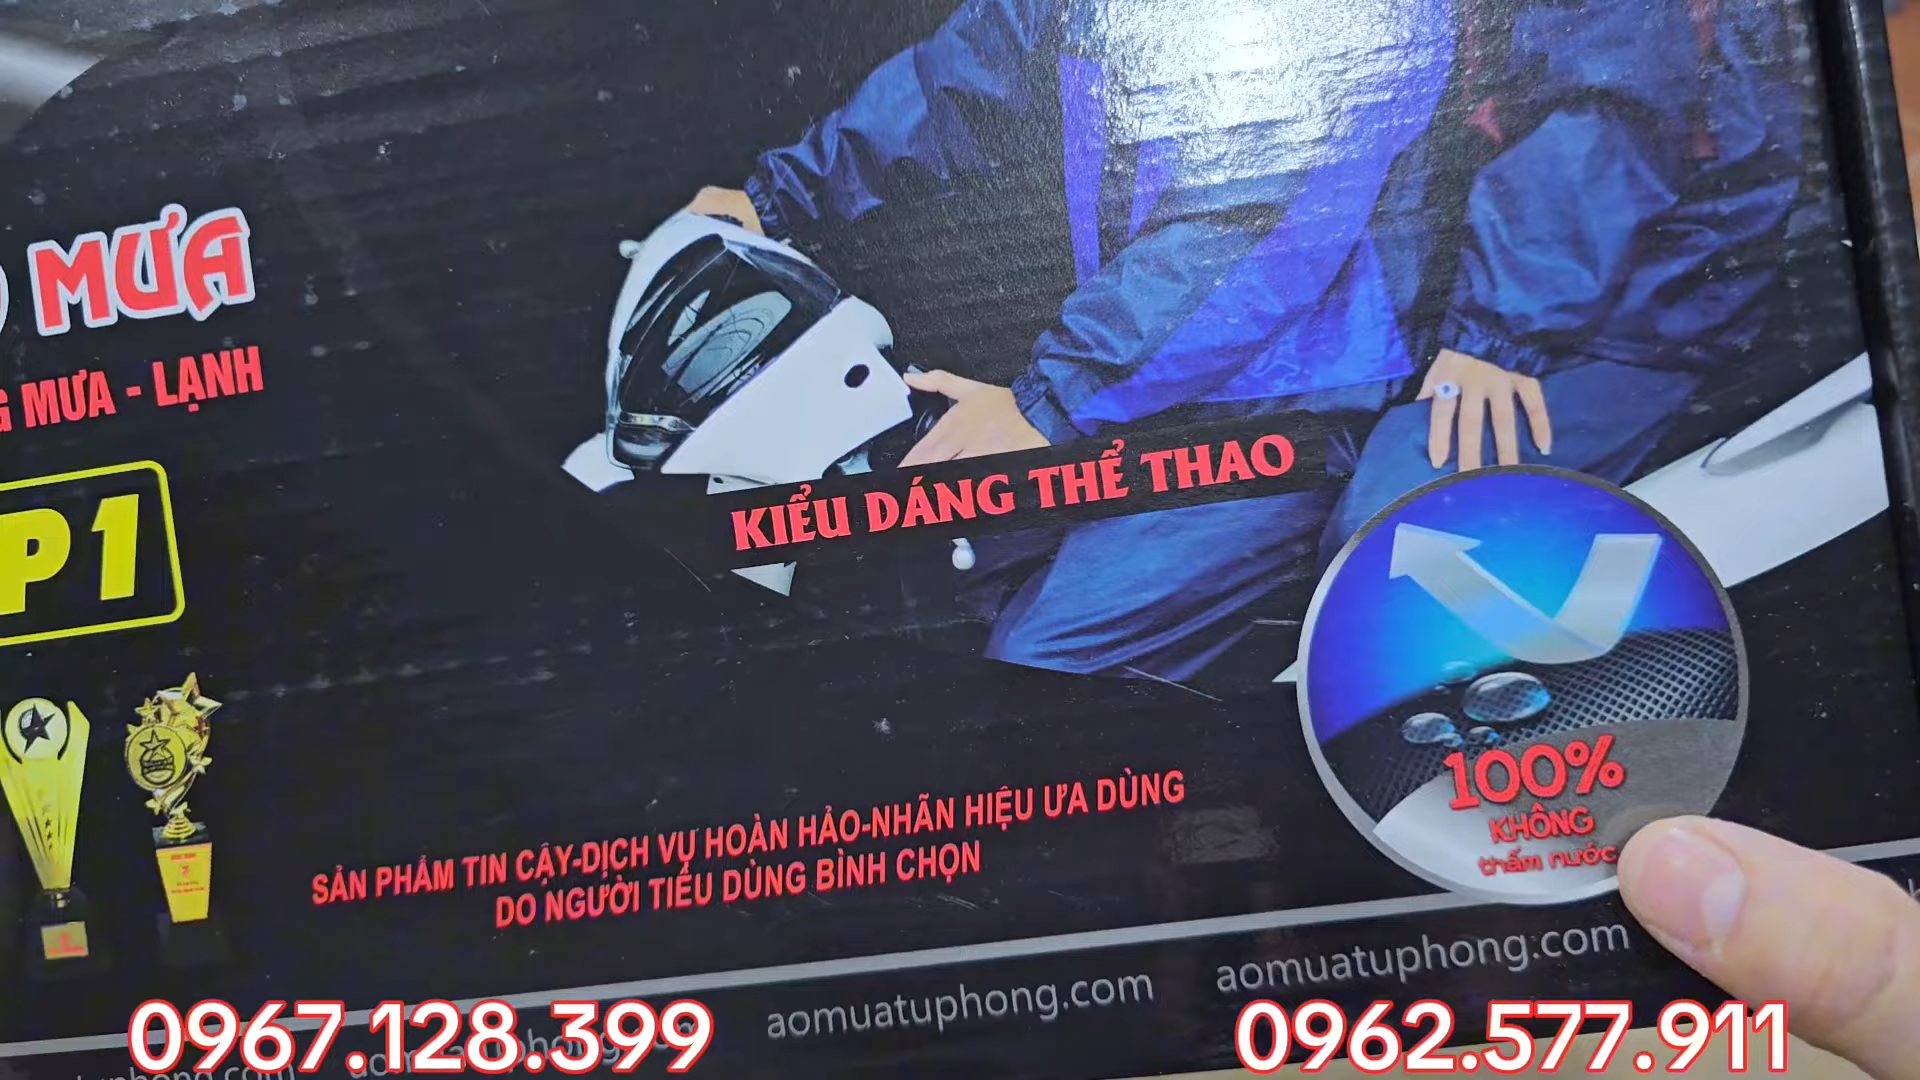 MƯA
MƯA - LẠNH
P1
KIỂU DÁNG THỂ THAO
100%
KHÔNG
thấm nước
SẢN PHẨM TIN CẬY-DỊCH VỤ HOÀN HẢO-NHÃN HIỆU ƯA DÙNG
DO NGƯỜI TIÊU DÙNG BÌNH CHỌN
aomuatuphong.com
aomuatuphong.com
0967.128.399
0962.577.911